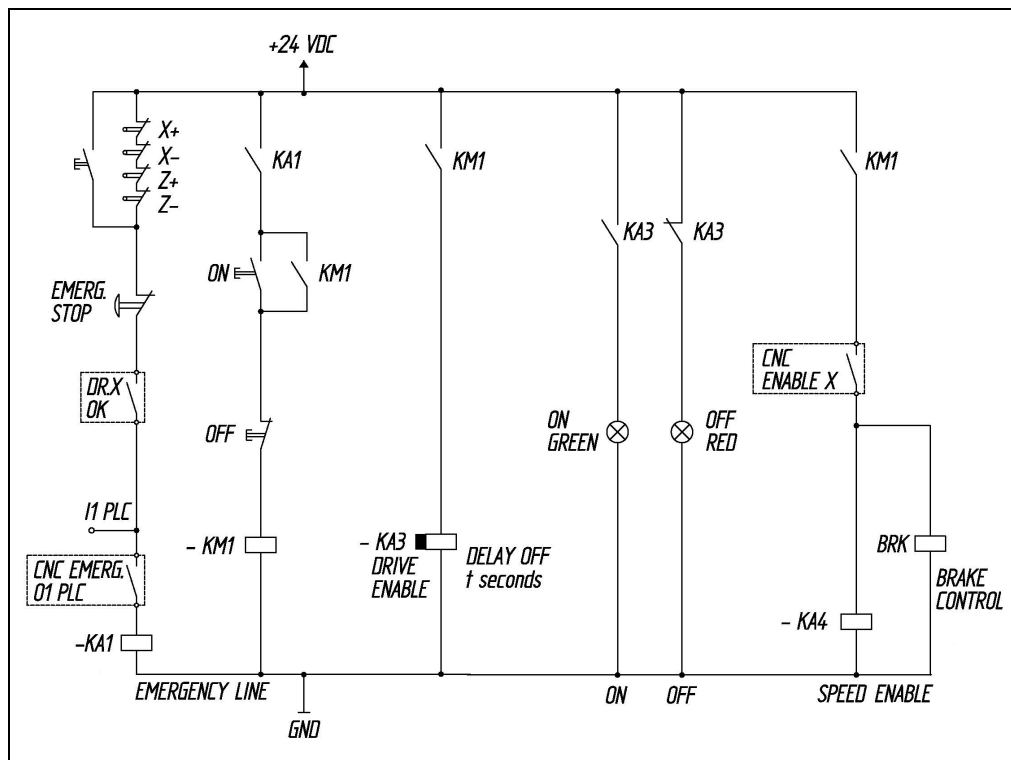 +24 VDC
X+
X-
Z+
Z-
KA1
KM1
KM1
KA3
KA3
ON
KM1
EMERG.
STOP
DR.X
OK
CNC
ENABLE X
OFF
ON
GREEN
OFF
RED
I1 PLC
- KM1
- KA3
DRIVE
ENABLE
DELAY OFF
t seconds
BRK
BRAKE
CONTROL
CNC EMERG.
O1 PLC
- KA4
-KA1
EMERGENCY LINE
ON
OFF
SPEED ENABLE
GND